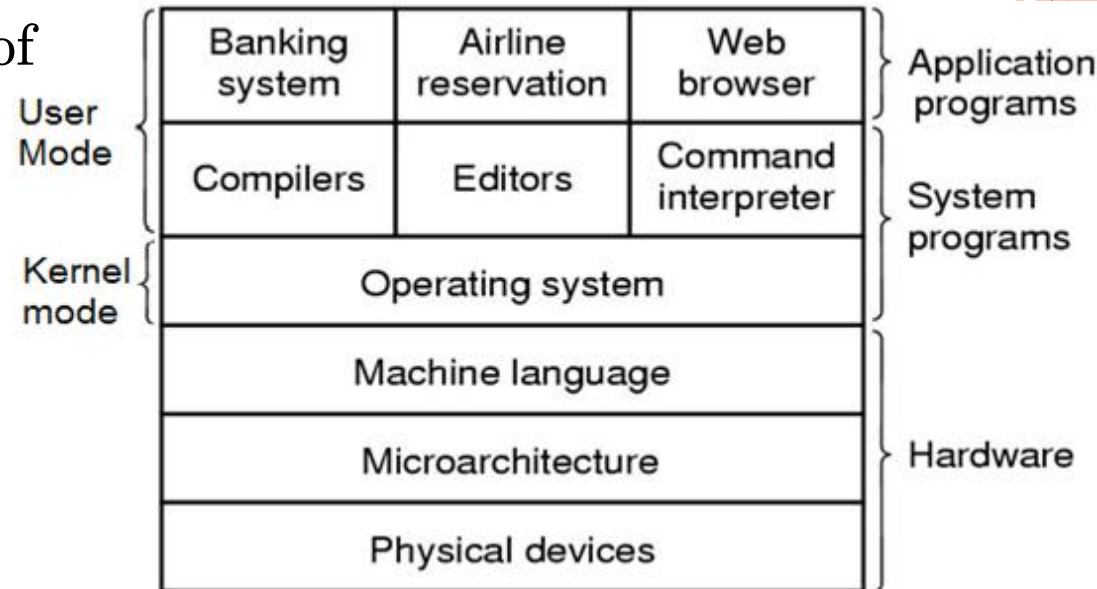 of
User
Mode
Kernel
mode
Banking
system
Airline
reservation
Web
browser
Compilers
Editors
Command
interpreter
Operating system
Machine language
Microarchitecture
Physical devices
Application
programs
System
programs
Hardware